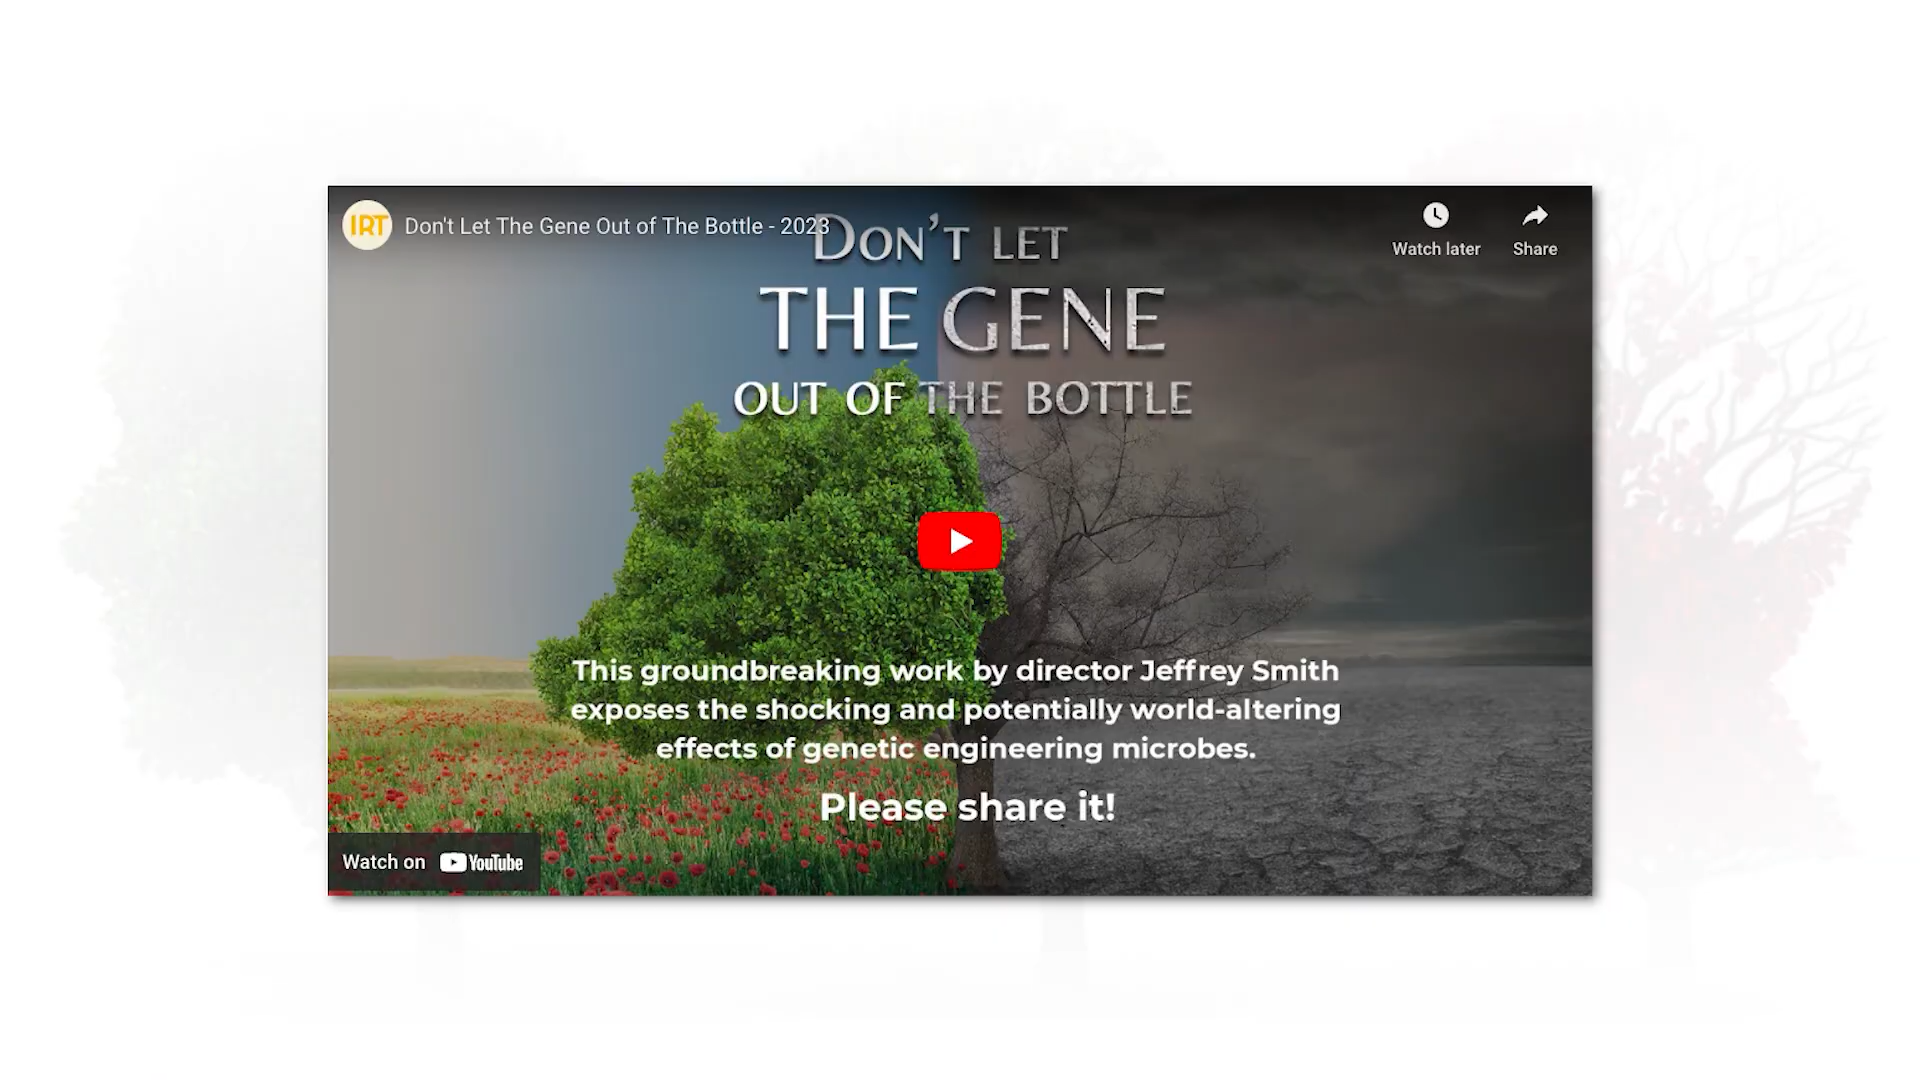 IRT
Don't Let The Gene Out of The Bottle - 2023
Watch later
Share
DON'T LET
THE GENE
OUT OF THE BOTTLE
This groundbreaking work by director Jeffrey Smith
exposes the shocking and potentially world-altering
effects of genetic engineering microbes.
Please share it!
Watch on YouTube